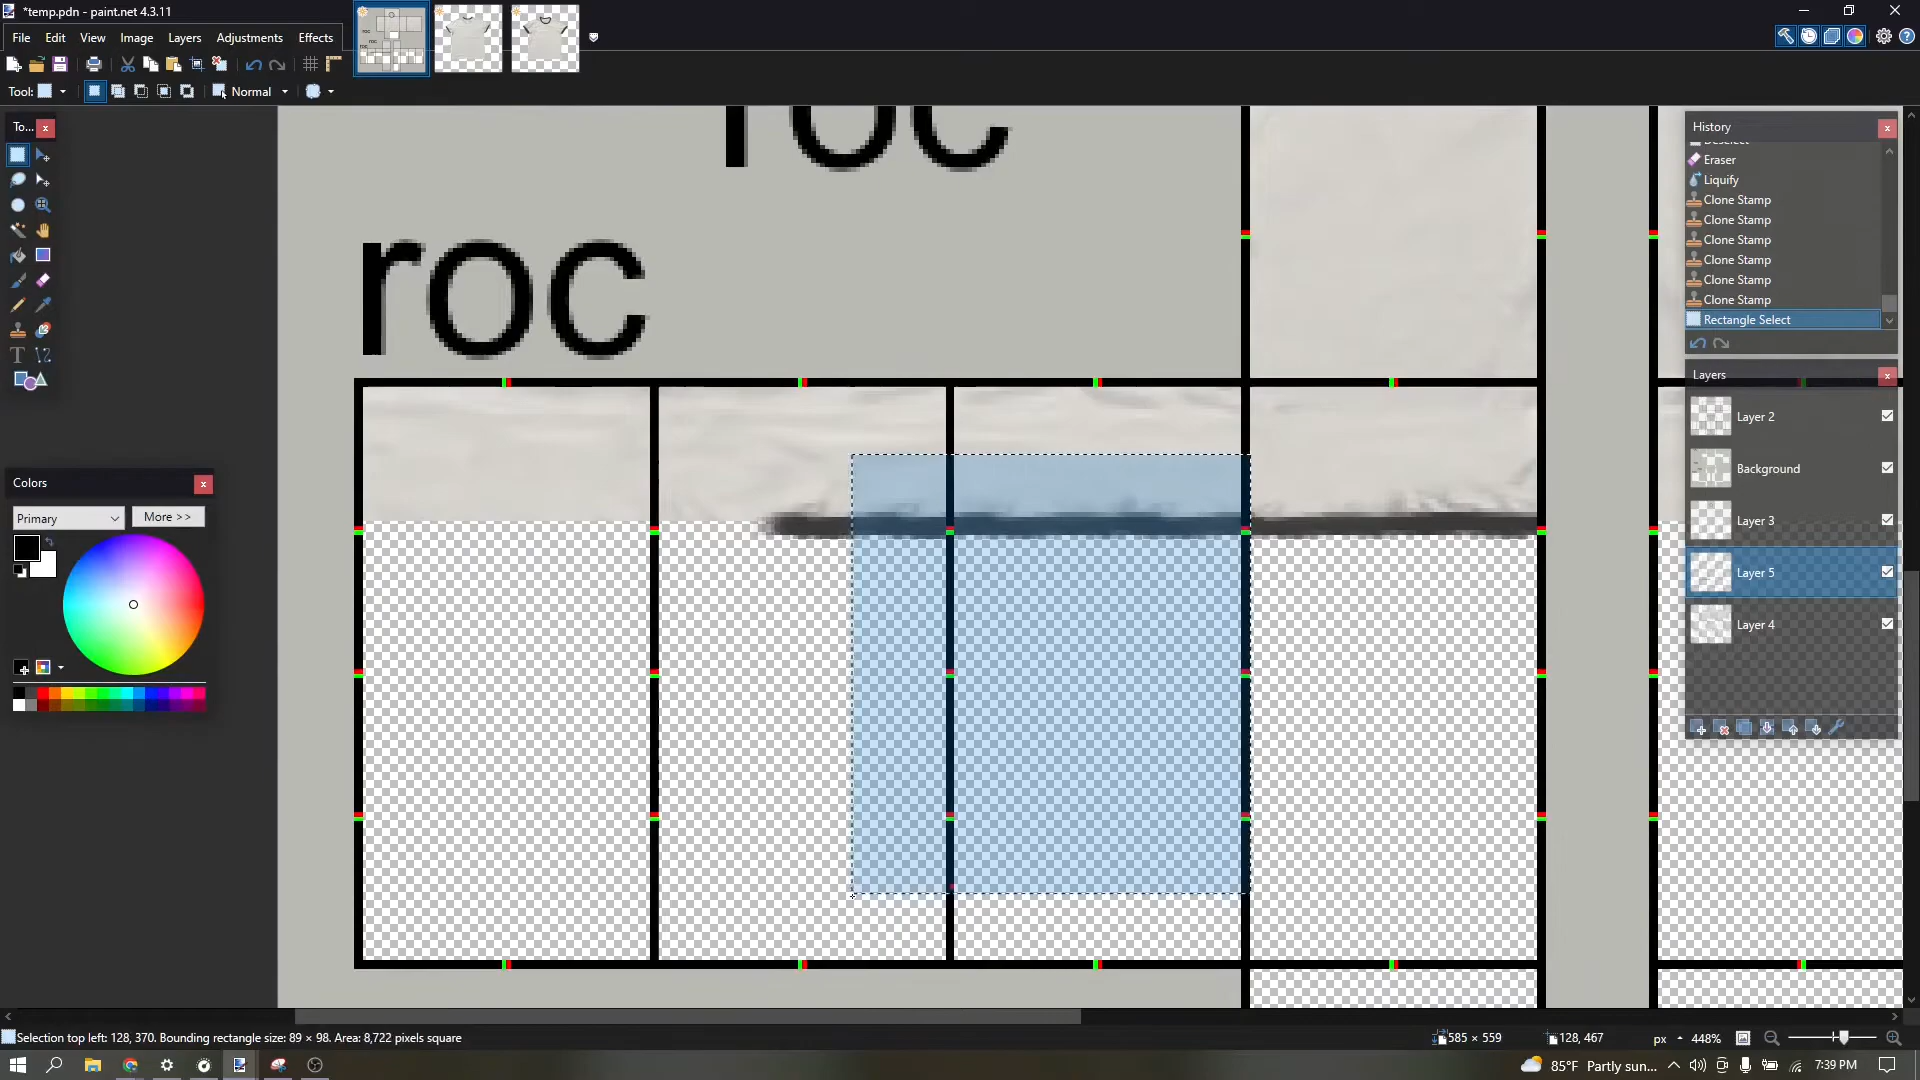 *temp.pdn - paint.net 4.3.11
File Edit View Image Layers Adjustments Effects
Tool: Normal
To...
History
Deselect
Eraser
Liquify
Clone Stamp
Clone Stamp
Clone Stamp
Clone Stamp
Clone Stamp
Clone Stamp
Rectangle Select
roc
roc
Layers
Layer 2
Background
Layer 3
Layer 5
Layer 4
Colors
Primary
More >>
Selection top left: 128, 370. Bounding rectangle size: 89 × 98. Area: 8,722 pixels square
585 × 559
128, 467
px
448%
85°F Partly sun...
7:39 PM